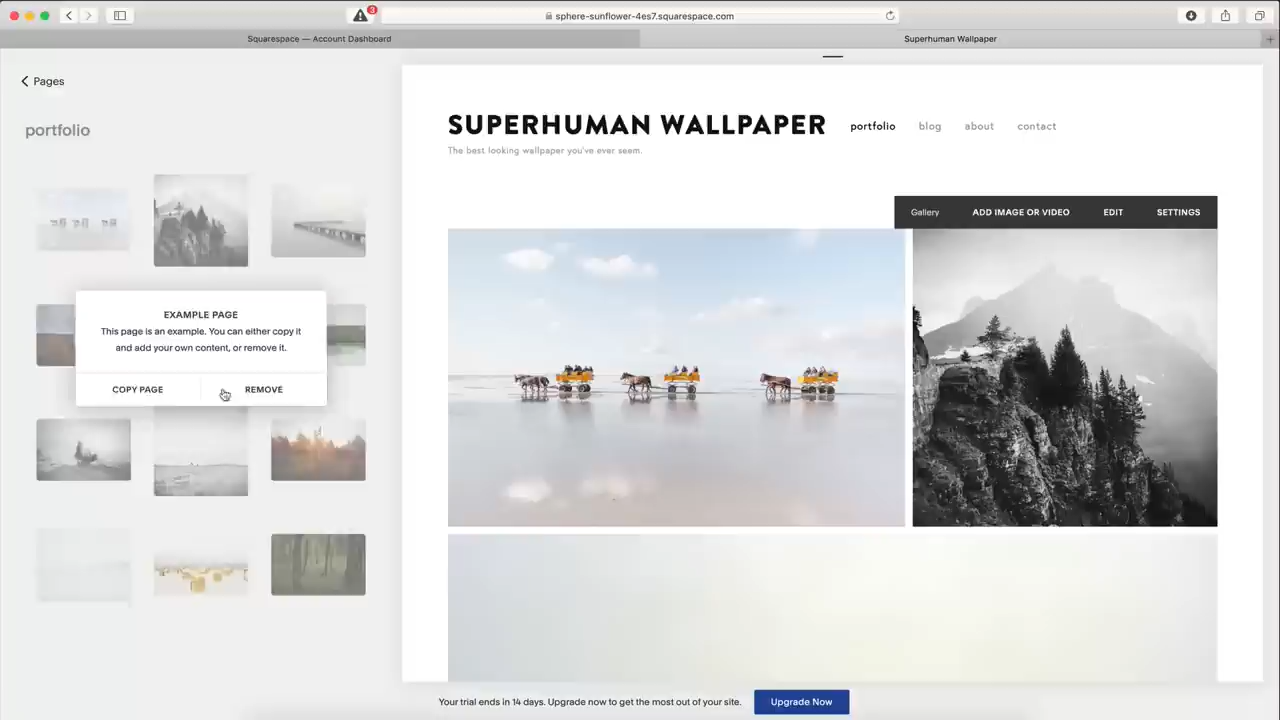 3
sphere-sunflower-4es7.squarespace.com
Squarespace — Account Dashboard
Superhuman Wallpaper
Pages
portfolio
EXAMPLE PAGE
This page is an example. You can either copy it
and add your own content, or remove it.
COPY PAGE
REMOVE
SUPERHUMAN WALLPAPER
The best looking wallpaper you've ever seem.
portfolio
blog
about
contact
Gallery
ADD IMAGE OR VIDEO
EDIT
SETTINGS
Your trial ends in 14 days. Upgrade now to get the most out of your site.
Upgrade Now